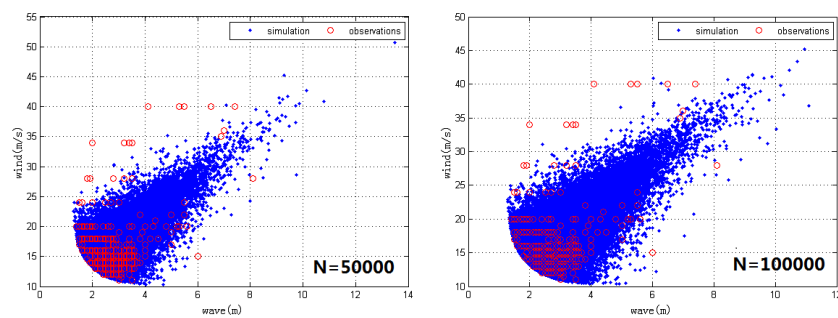 simulation observations
55
50
45
40
35
30
25
20
15
10
wind(m/s)
0 2 4 6 8 10 12 14
wave(m)
N=50000
simulation observations
50
45
40
35
30
25
20
15
10
wind(m/s)
0 2 4 6 8 10 12
wave(m)
N=100000